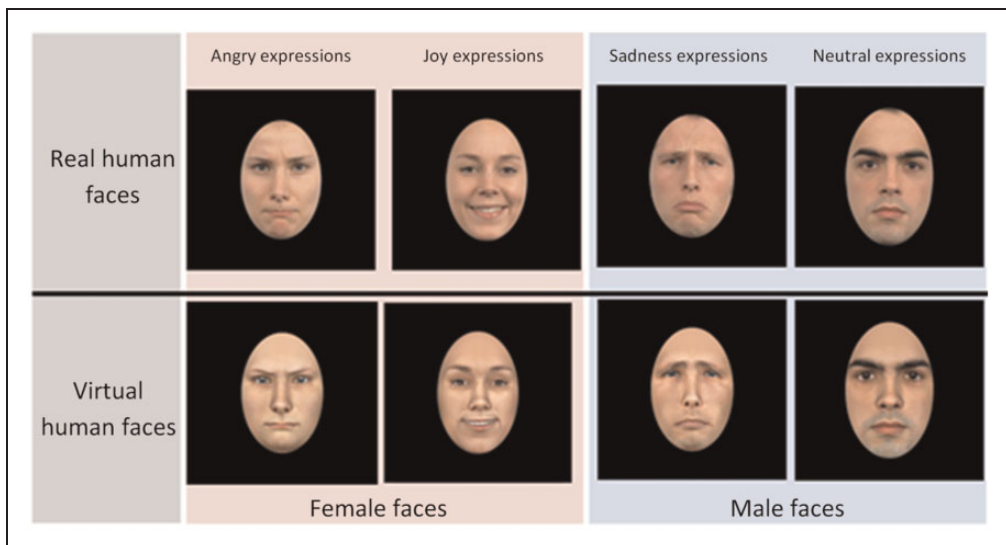 Angry expressions
Joy expressions
Sadness expressions
Neutral expressions
Real human
faces
Virtual
human faces
Female faces
Male faces